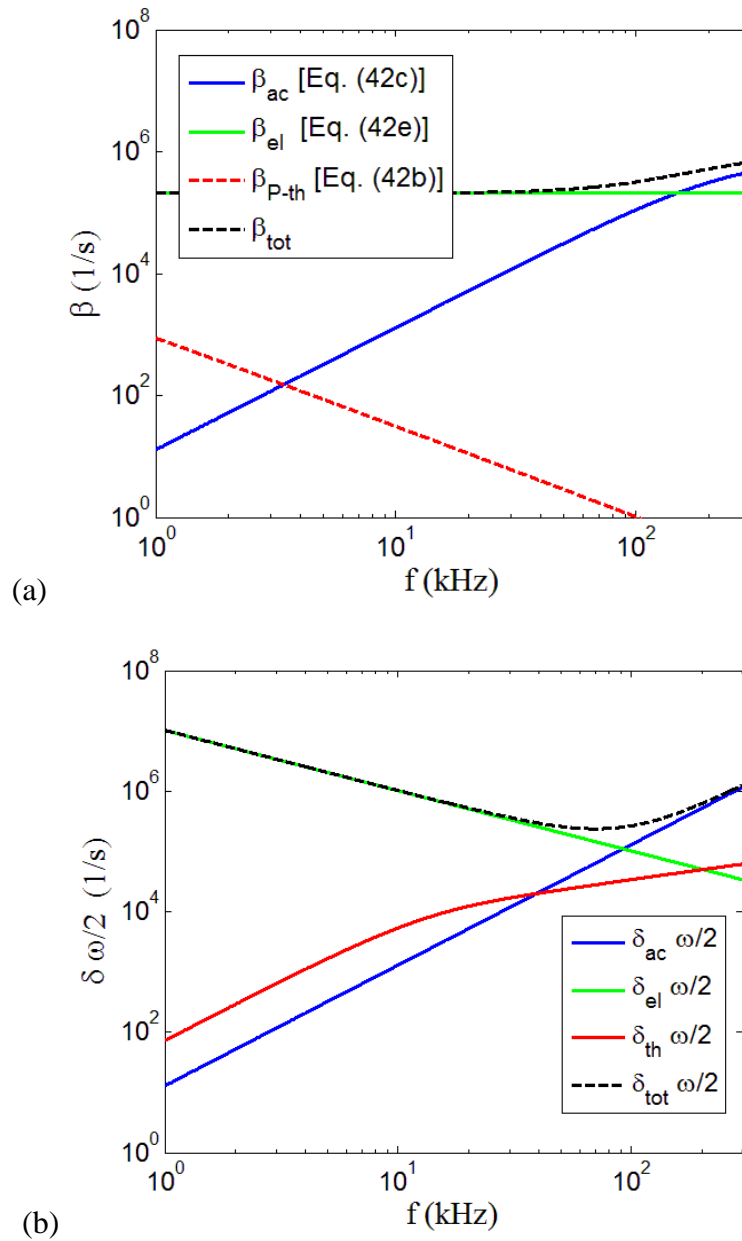 10^8
10^6
10^4
10^2
10^0
β (1/s)
β_ac [Eq. (42c)]
β_el [Eq. (42e)]
β_P-th [Eq. (42b)]
β_tot
10^0 10^1 10^2
f (kHz)
(a)
10^8
10^6
10^4
10^2
10^0
δ ω/2 (1/s)
δ_ac ω/2
δ_el ω/2
δ_th ω/2
δ_tot ω/2
10^0 10^1 10^2
f (kHz)
(b)